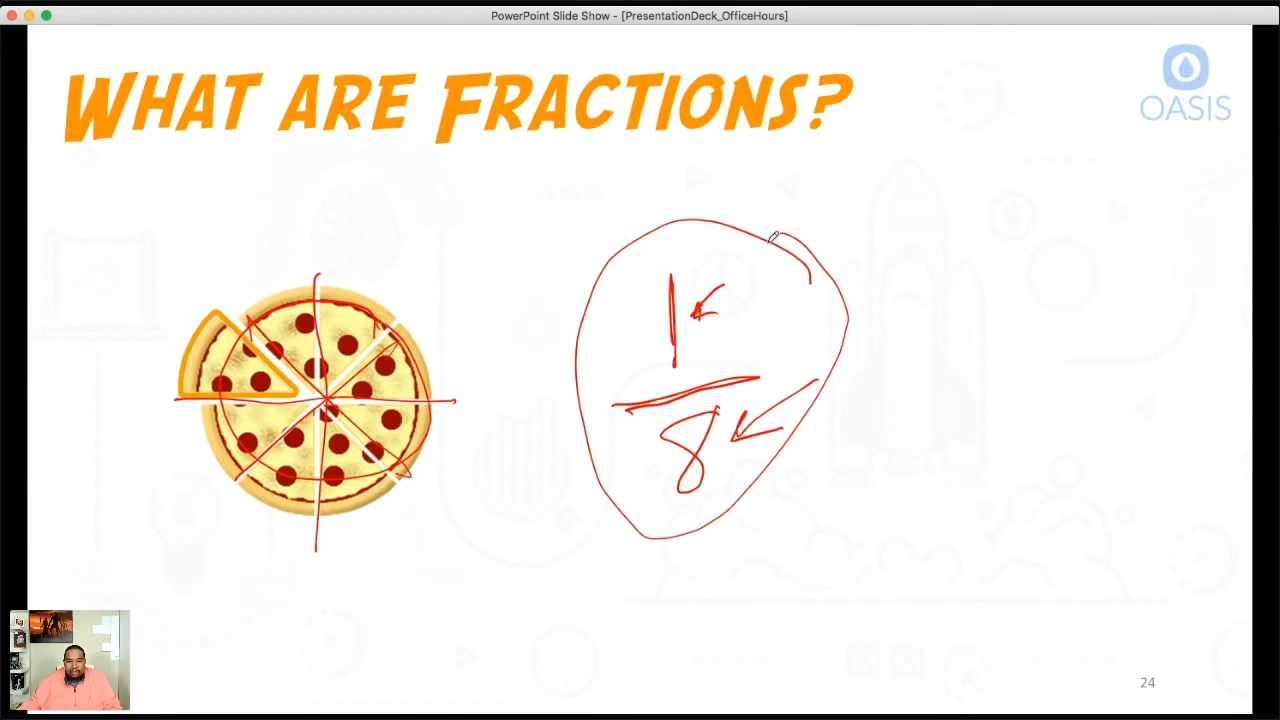 PowerPoint Slide Show - [PresentationDeck_OfficeHours]
WHAT ARE FRACTIONS?
OASIS
1
8
24